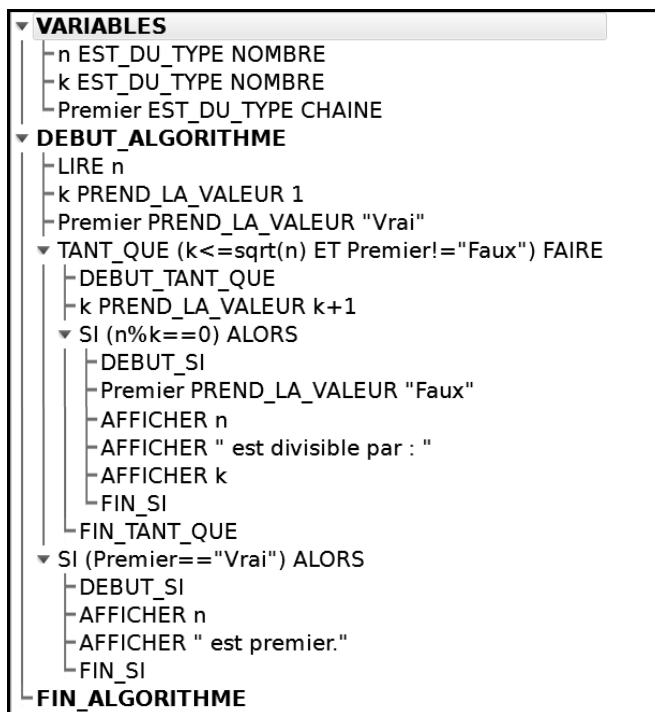 VARIABLES
n EST_DU_TYPE NOMBRE
k EST_DU_TYPE NOMBRE
Premier EST_DU_TYPE CHAINE
DEBUT_ALGORITHME
LIRE n
k PREND_LA_VALEUR 1
Premier PREND_LA_VALEUR "Vrai"
TANT_QUE (k<=sqrt(n) ET Premier!="Faux") FAIRE
DEBUT_TANT_QUE
k PREND_LA_VALEUR k+1
SI (n%k==0) ALORS
DEBUT_SI
Premier PREND_LA_VALEUR "Faux"
AFFICHER n
AFFICHER " est divisible par : "
AFFICHER k
FIN_SI
FIN_TANT_QUE
SI (Premier=="Vrai") ALORS
DEBUT_SI
AFFICHER n
AFFICHER " est premier."
FIN_SI
FIN_ALGORITHME